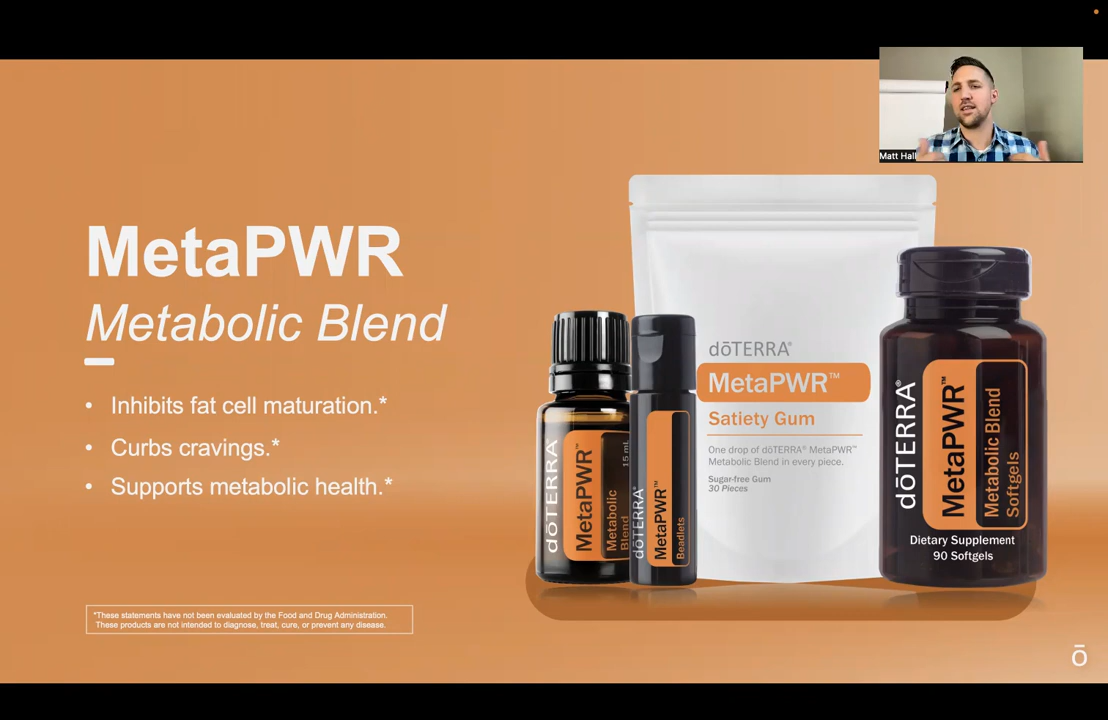 Matt Hall
MetaPWR
Metabolic Blend
• Inhibits fat cell maturation.*
• Curbs cravings.*
• Supports metabolic health.*
*These statements have not been evaluated by the Food and Drug Administration.
These products are not intended to diagnose, treat, cure, or prevent any disease.
dōTERRA
MetaPWR™
Metabolic
Blend
15 mL
dōTERRA®
MetaPWR™
Beadlets
dōTERRA®
MetaPWR™
Satiety Gum
One drop of dōTERRA® MetaPWR™
Metabolic Blend in every piece.
Sugar-free Gum
30 Pieces
dōTERRA®
MetaPWR™
Metabolic Blend
Softgels
Dietary Supplement
90 Softgels
ō